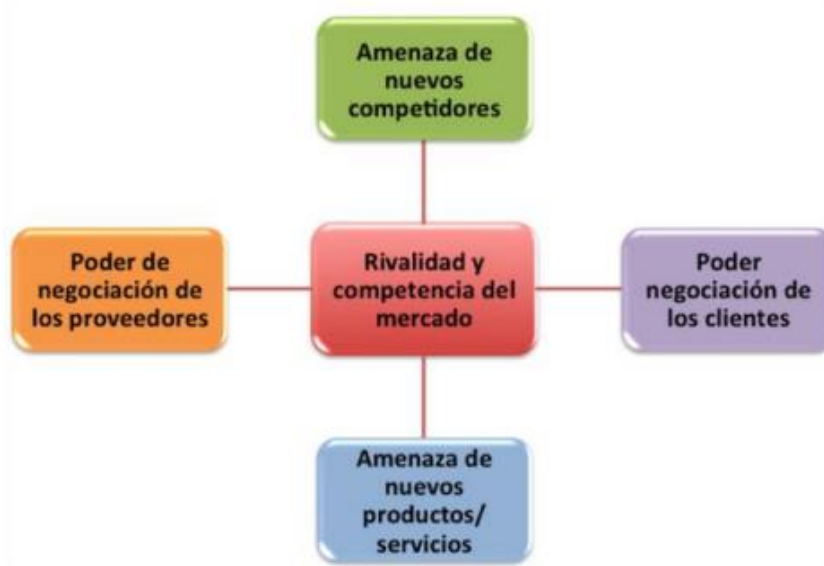 Amenaza de
nuevos
competidores
Poder de
negociación de
los proveedores
Rivalidad y
competencia del
mercado
Poder
negociación de
los clientes
Amenaza de
nuevos
productos/
servicios